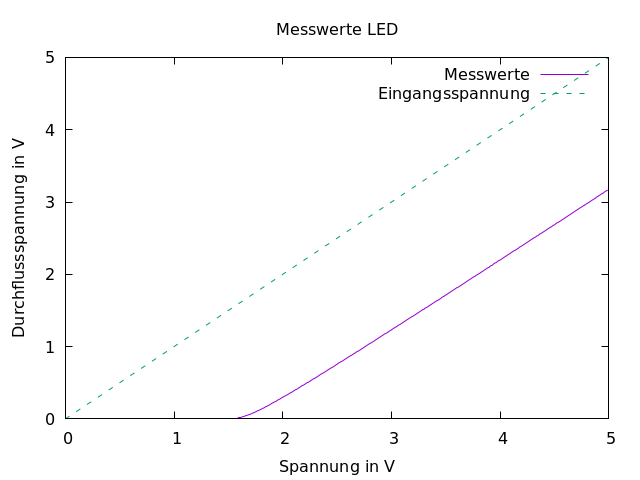 Messwerte LED
Messwerte
Eingangsspannung
Durchflussspannung in V
5
4
3
2
1
0
0 1 2 3 4 5
Spannung in V